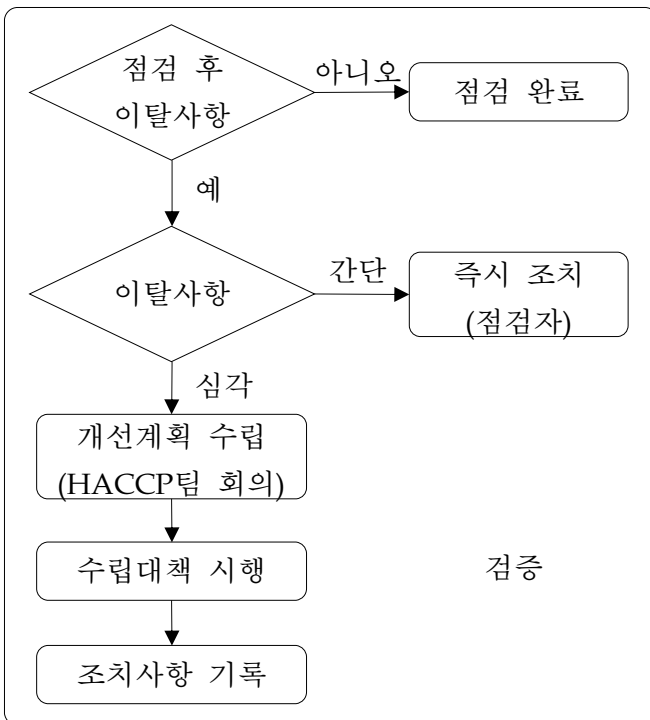 점검 후
이탈사항
아니오
점검 완료
예
이탈사항
간단
즉시 조치
(점검자)
심각
개선계획 수립
(HACCP팀 회의)
수립대책 시행
검증
조치사항 기록